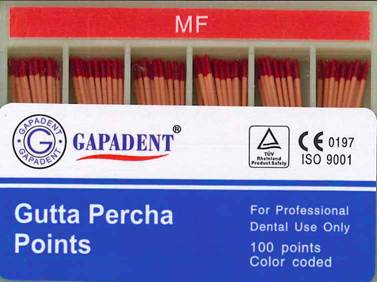 MF
GAPADENT
GAPADENT
G
GAPADENT®
TÜV
Rheinland
Product Safety
CE 0197
ISO 9001
Gutta Percha
Points
For Professional
Dental Use Only
100 points
Color coded